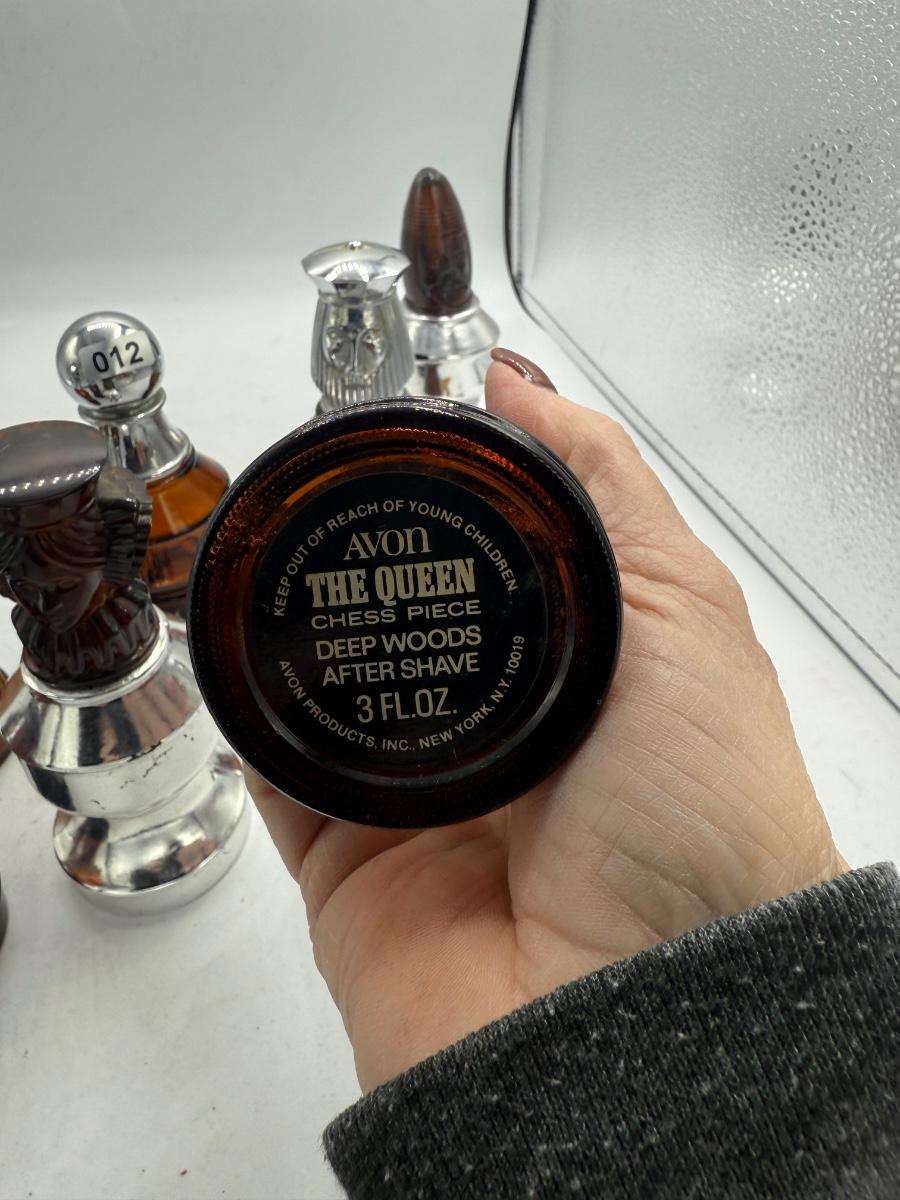 012
KEEP OUT OF REACH OF YOUNG CHILDREN.
AVON
THE QUEEN
CHESS PIECE
DEEP WOODS
AFTER SHAVE
3 FL.OZ.
AVON PRODUCTS, INC., NEW YORK, N.Y. 10019